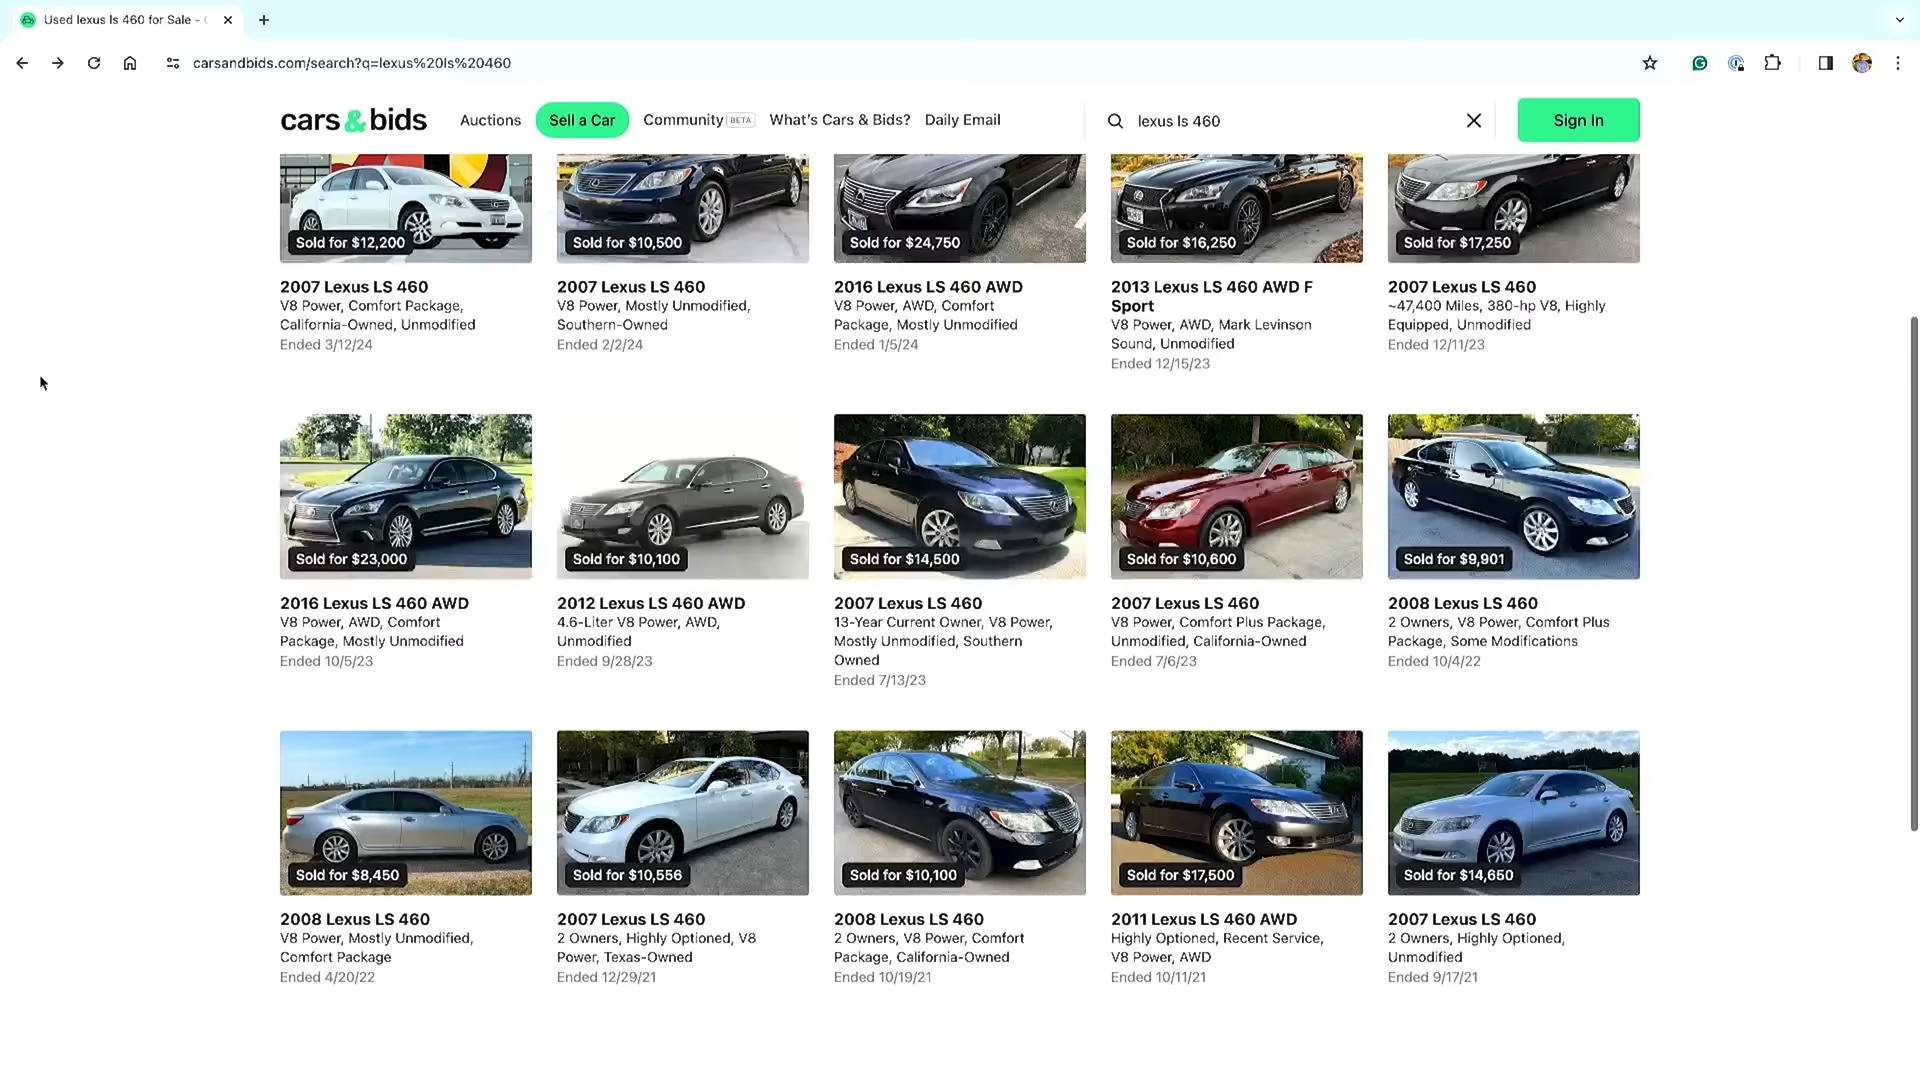 Used lexus ls 460 for Sale -
carsandbids.com/search?q=lexus%20ls%20460
cars&bids
Auctions
Sell a Car
Community BETA
What's Cars & Bids?
Daily Email
lexus ls 460
Sign In
Sold for $12,200
2007 Lexus LS 460
V8 Power, Comfort Package,
California-Owned, Unmodified
Ended 3/12/24
Sold for $10,500
2007 Lexus LS 460
V8 Power, Mostly Unmodified,
Southern-Owned
Ended 2/2/24
Sold for $24,750
2016 Lexus LS 460 AWD
V8 Power, AWD, Comfort
Package, Mostly Unmodified
Ended 1/5/24
Sold for $16,250
2013 Lexus LS 460 AWD F
Sport
V8 Power, AWD, Mark Levinson
Sound, Unmodified
Ended 12/15/23
Sold for $17,250
2007 Lexus LS 460
~47,400 Miles, 380-hp V8, Highly
Equipped, Unmodified
Ended 12/11/23
Sold for $23,000
2016 Lexus LS 460 AWD
V8 Power, AWD, Comfort
Package, Mostly Unmodified
Ended 10/5/23
Sold for $10,100
2012 Lexus LS 460 AWD
4.6-Liter V8 Power, AWD,
Unmodified
Ended 9/28/23
Sold for $14,500
2007 Lexus LS 460
13-Year Current Owner, V8 Power,
Mostly Unmodified, Southern
Owned
Ended 7/13/23
Sold for $10,600
2007 Lexus LS 460
V8 Power, Comfort Plus Package,
Unmodified, California-Owned
Ended 7/6/23
Sold for $9,901
2008 Lexus LS 460
2 Owners, V8 Power, Comfort Plus
Package, Some Modifications
Ended 10/4/22
Sold for $8,450
2008 Lexus LS 460
V8 Power, Mostly Unmodified,
Comfort Package
Ended 4/20/22
Sold for $10,556
2007 Lexus LS 460
2 Owners, Highly Optioned, V8
Power, Texas-Owned
Ended 12/29/21
Sold for $10,100
2008 Lexus LS 460
2 Owners, V8 Power, Comfort
Package, California-Owned
Ended 10/19/21
Sold for $17,500
2011 Lexus LS 460 AWD
Highly Optioned, Recent Service,
V8 Power, AWD
Ended 10/11/21
Sold for $14,650
2007 Lexus LS 460
2 Owners, Highly Optioned,
Unmodified
Ended 9/17/21